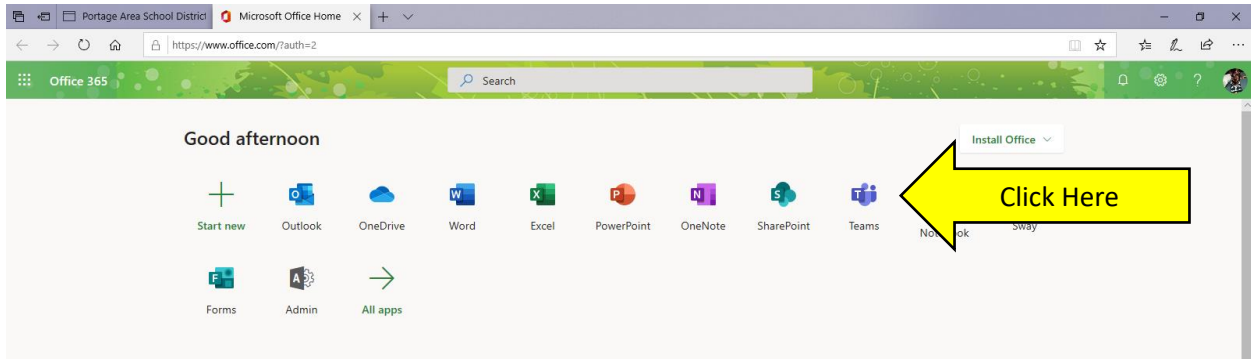 Portage Area School District
Microsoft Office Home
https://www.office.com/?auth=2
Office 365
Search
?
Good afternoon
Install Office
Click Here
Start new
Outlook
OneDrive
Word
Excel
PowerPoint
OneNote
SharePoint
Teams
Sway
Forms
Admin
All apps